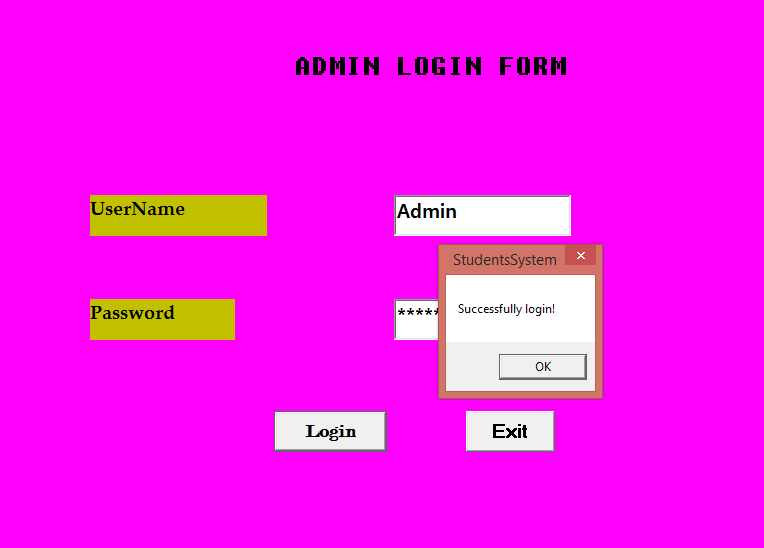 ADMIN LOGIN FORM
UserName
Admin
StudentsSystem
Successfully login!
Password
*****
OK
Login
Exit